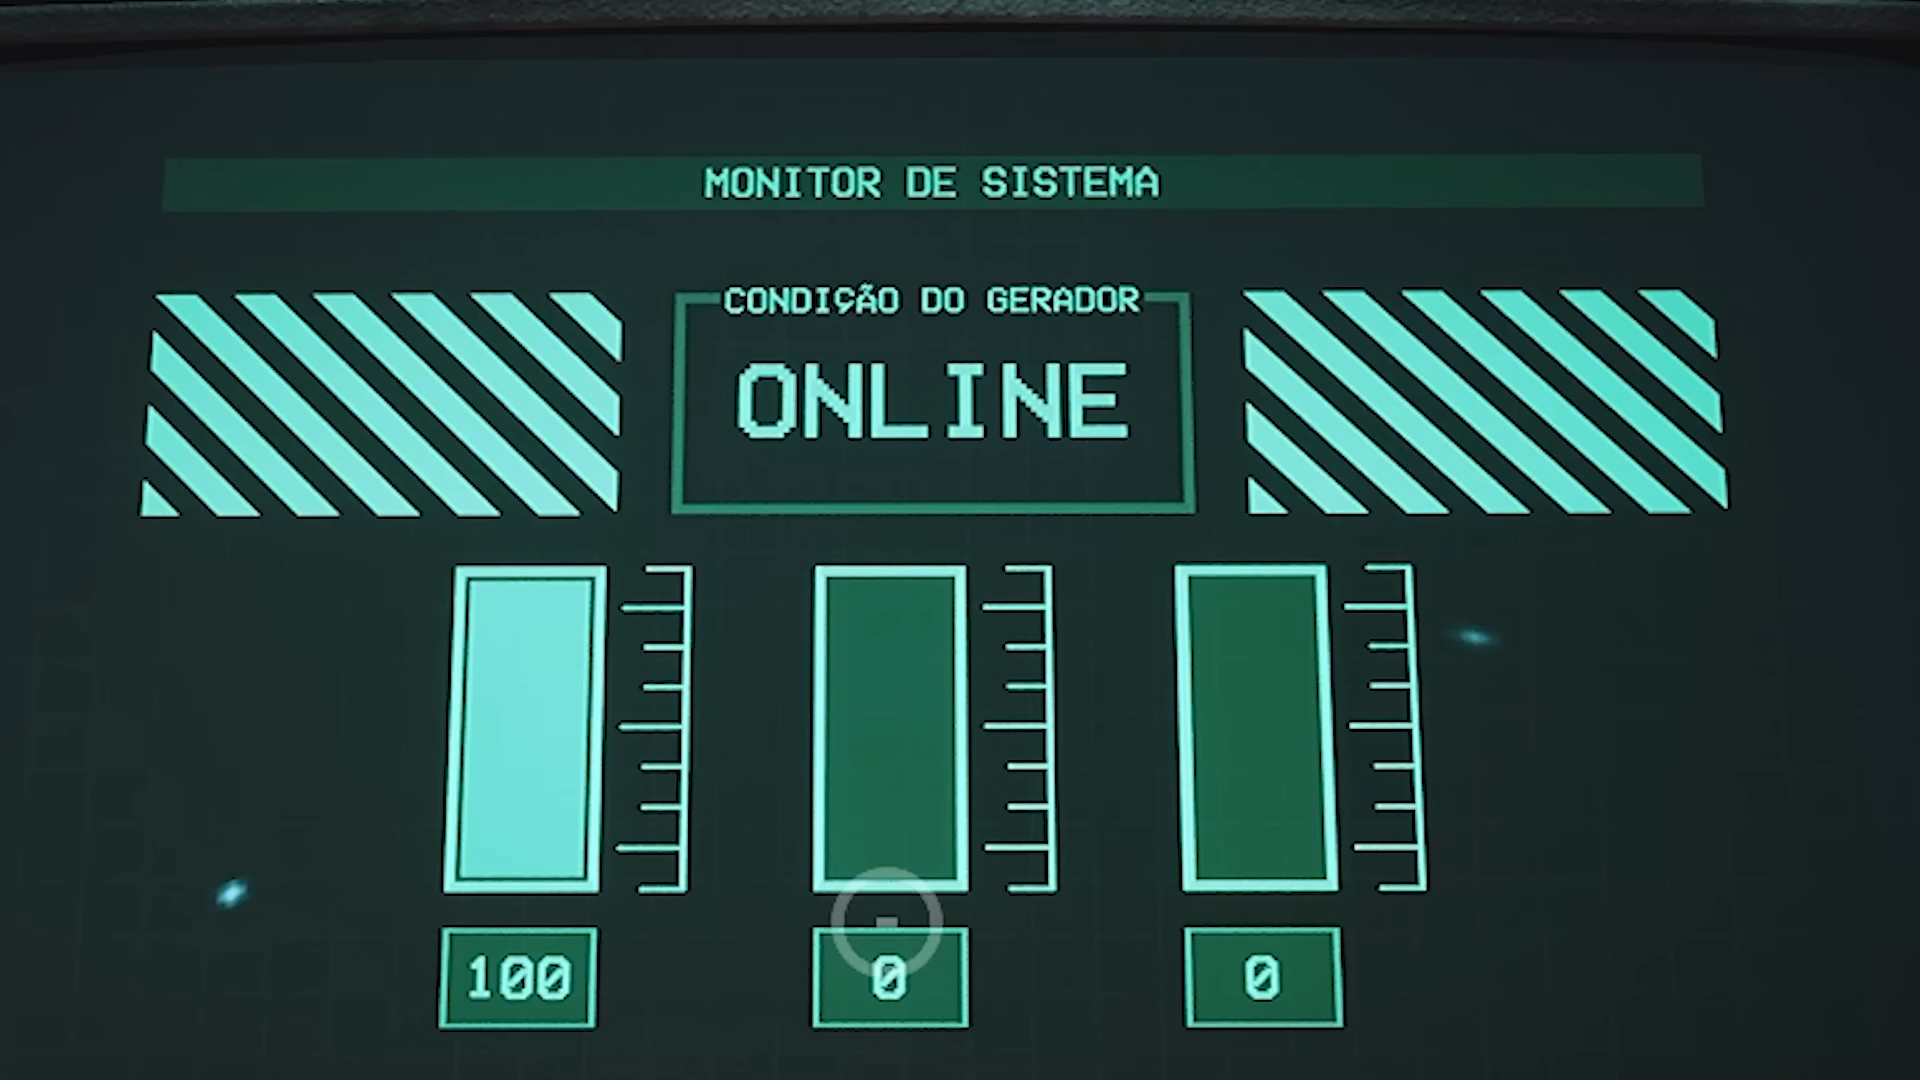 MONITOR DE SISTEMA
CONDIÇÃO DO GERADOR
ONLINE
100 0 0